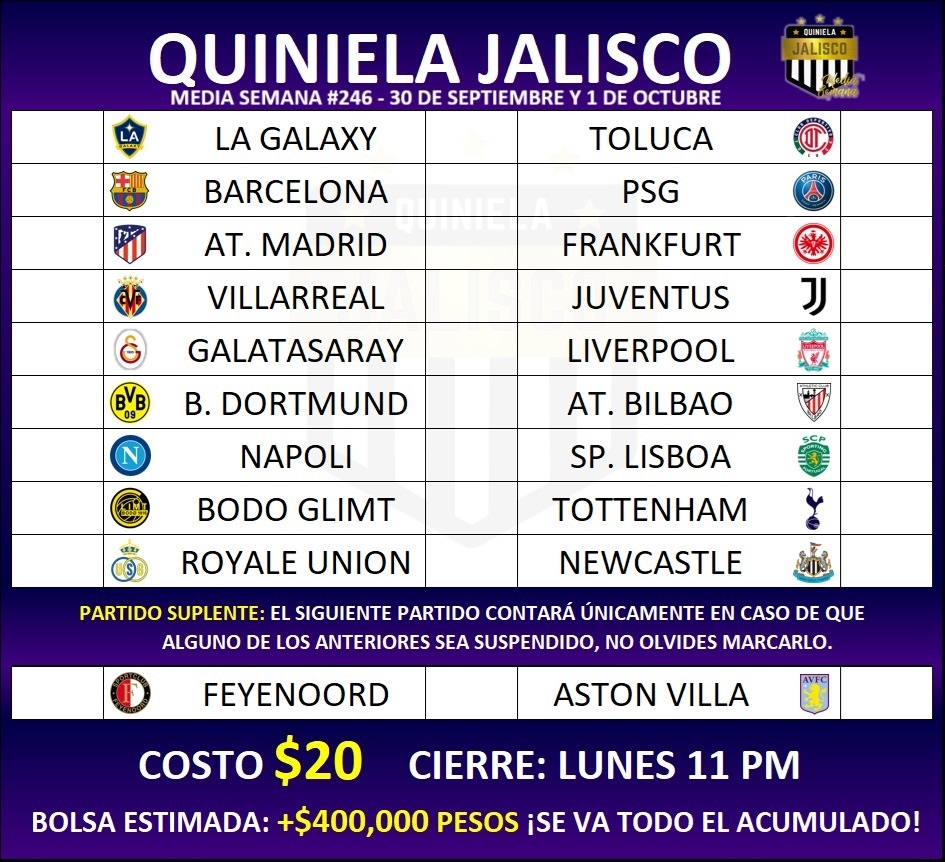 QUINIELA JALISCO
QUINIELA
JALISCO
Media
Semana
MEDIA SEMANA #246 - 30 DE SEPTIEMBRE Y 1 DE OCTUBRE
LA GALAXY TOLUCA
BARCELONA PSG
AT. MADRID FRANKFURT
VILLARREAL JUVENTUS
GALATASARAY LIVERPOOL
B. DORTMUND AT. BILBAO
NAPOLI SP. LISBOA
BODO GLIMT TOTTENHAM
ROYALE UNION NEWCASTLE
QUINIELA
JALISCO
PARTIDO SUPLENTE: EL SIGUIENTE PARTIDO CONTARÁ ÚNICAMENTE EN CASO DE QUE
ALGUNO DE LOS ANTERIORES SEA SUSPENDIDO, NO OLVIDES MARCARLO.
FEYENOORD ASTON VILLA
COSTO $20 CIERRE: LUNES 11 PM
BOLSA ESTIMADA: +$400,000 PESOS ¡SE VA TODO EL ACUMULADO!